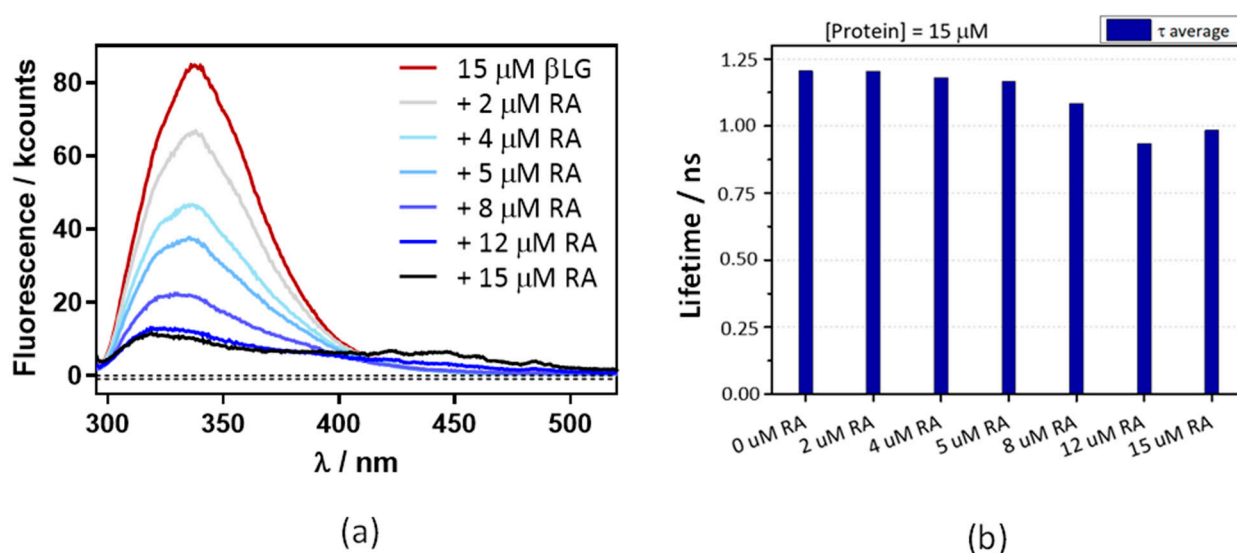 Fluorescence / kcounts
80
60
40
20
0
15 μM βLG
+ 2 μM RA
+ 4 μM RA
+ 5 μM RA
+ 8 μM RA
+ 12 μM RA
+ 15 μM RA
300 350 400 450 500
λ / nm
(a)
[Protein] = 15 μM
τ average
Lifetime / ns
1.25
1.00
0.75
0.50
0.25
0.00
0 uM RA
2 uM RA
4 uM RA
5 uM RA
8 uM RA
12 uM RA
15 uM RA
(b)